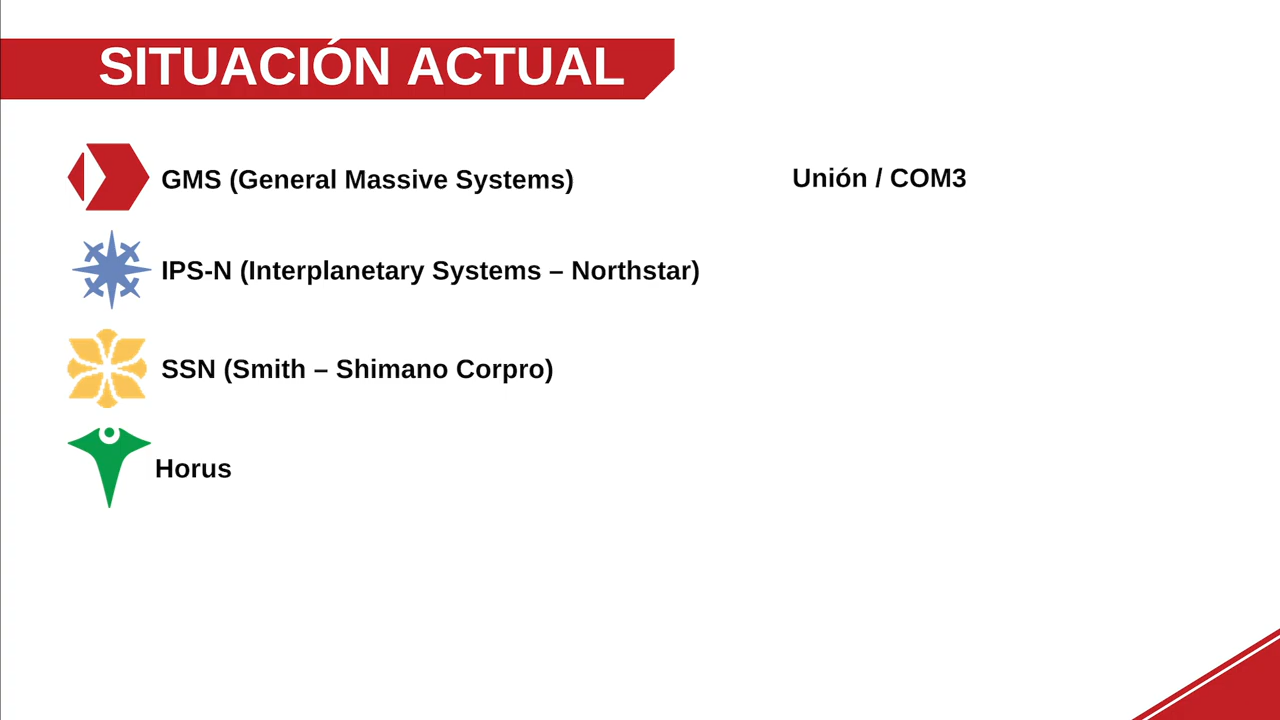 SITUACIÓN ACTUAL
GMS (General Massive Systems)
Unión / COM3
IPS-N (Interplanetary Systems – Northstar)
SSN (Smith – Shimano Corpro)
Horus